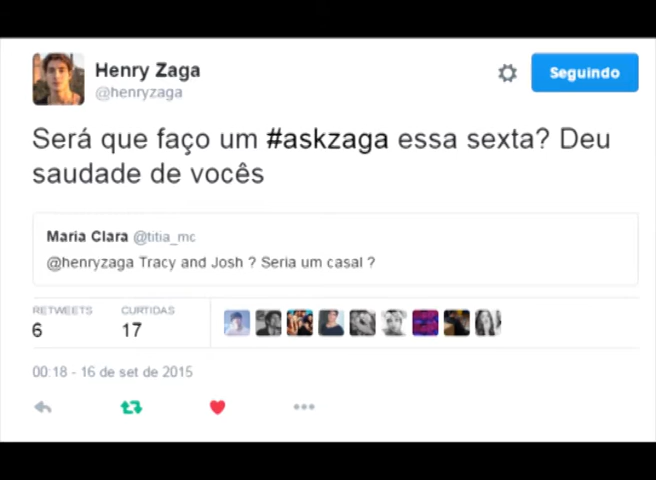 Henry Zaga
@henryzaga
Seguindo
Será que faço um #askzaga essa sexta? Deu
saudade de vocês
Maria Clara @titia_mc
@henryzaga Tracy and Josh ? Seria um casal ?
RETWEETS
6
CURTIDAS
17
00:18 - 16 de set de 2015